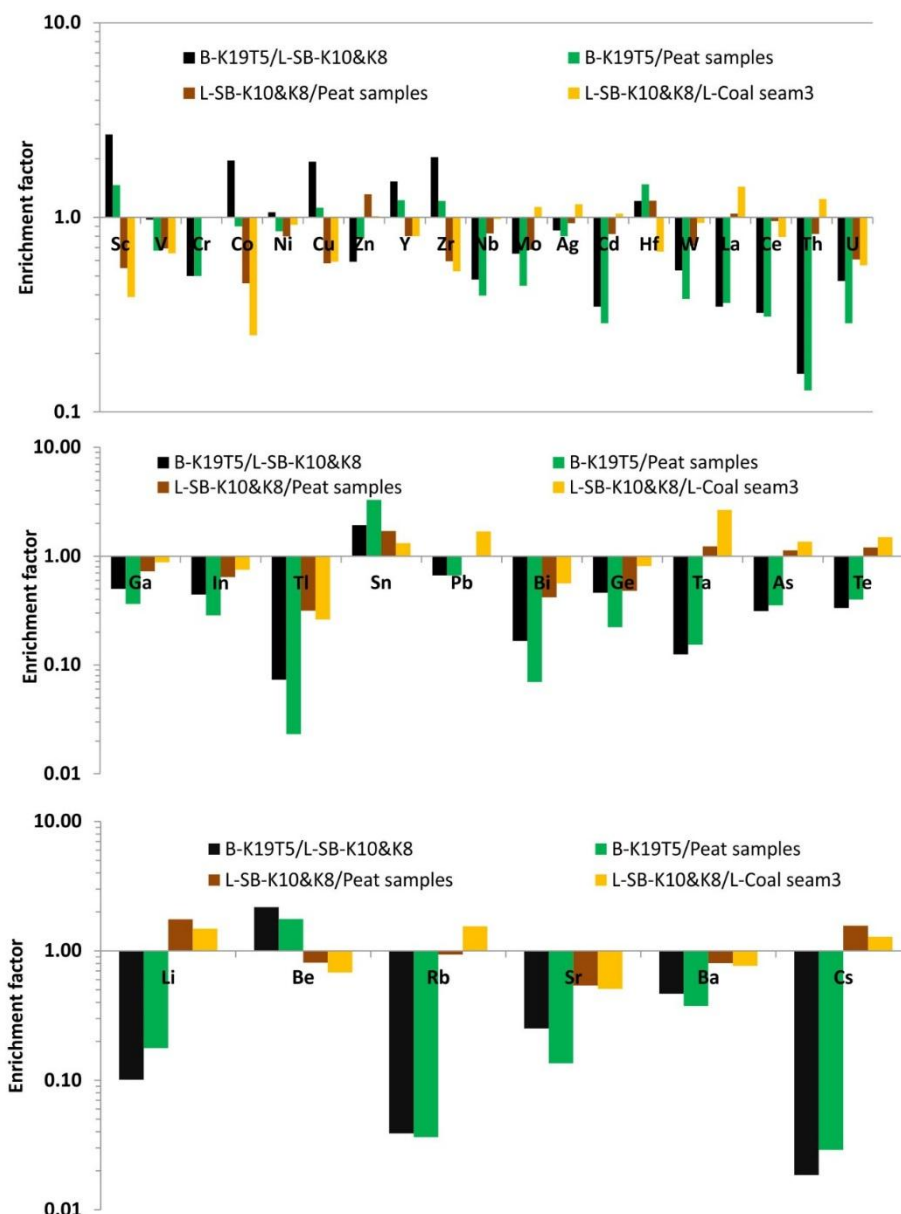 10.0
B-K19T5/L-SB-K10&K8 B-K19T5/Peat samples
L-SB-K10&K8/Peat samples L-SB-K10&K8/L-Coal seam3
Enrichment factor
1.0
Sc V Cr Co Ni Cu Zn Y Zr Nb Mo Ag Cd Hf W La Ce Th U
0.1
10.00
B-K19T5/L-SB-K10&K8 B-K19T5/Peat samples
L-SB-K10&K8/Peat samples L-SB-K10&K8/L-Coal seam3
Enrichment factor
1.00
Ga In Tl Sn Pb Bi Ge Ta As Te
0.10
0.01
10.00
B-K19T5/L-SB-K10&K8 B-K19T5/Peat samples
L-SB-K10&K8/Peat samples L-SB-K10&K8/L-Coal seam3
Enrichment factor
1.00
Li Be Rb Sr Ba Cs
0.10
0.01